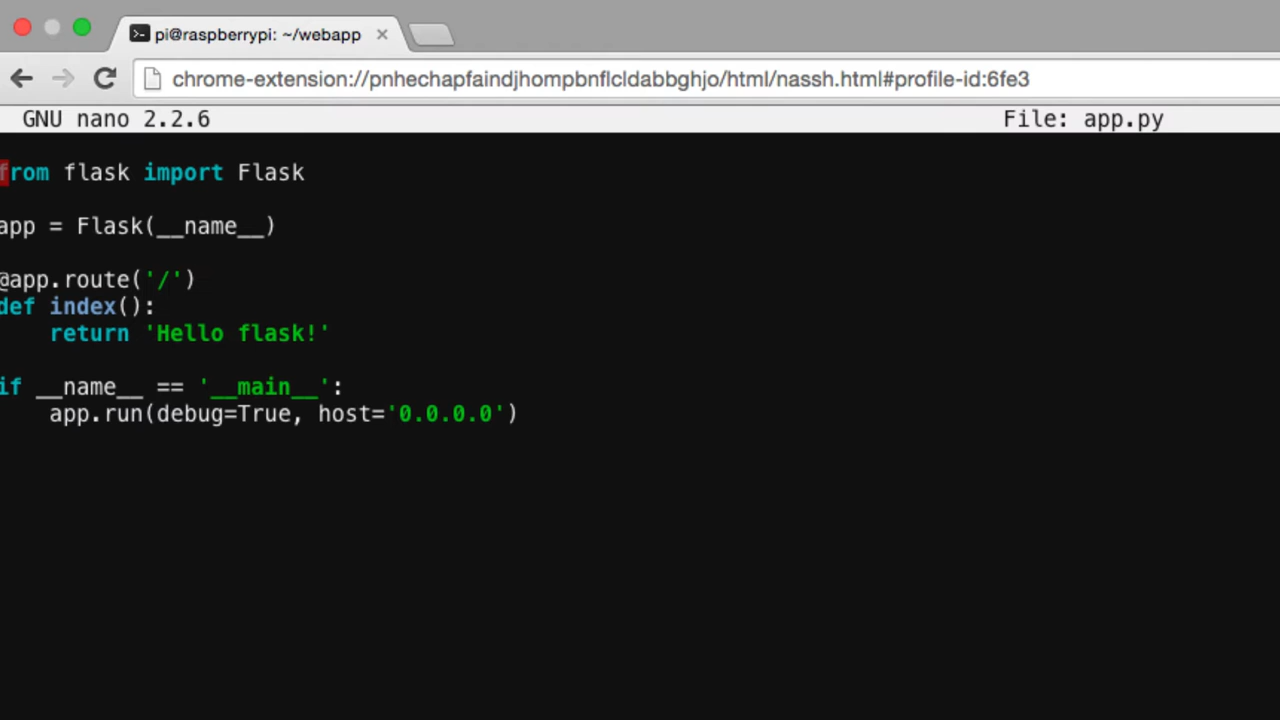 pi@raspberrypi: ~/webapp
chrome-extension://pnhechapfaindjhompbnflcldabbghjo/html/nassh.html#profile-id:6fe3
GNU nano 2.2.6 File: app.py
from flask import Flask
app = Flask(__name__)
@app.route('/')
def index():
    return 'Hello flask!'
if __name__ == '__main__':
    app.run(debug=True, host='0.0.0.0')